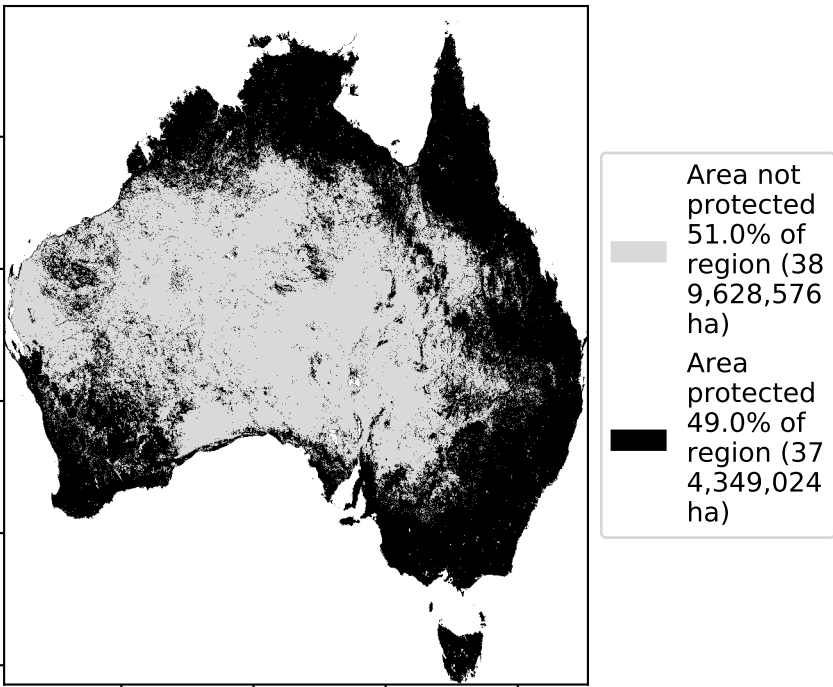 Area not
protected
51.0% of
region (38
9,628,576
ha)
Area
protected
49.0% of
region (37
4,349,024
ha)